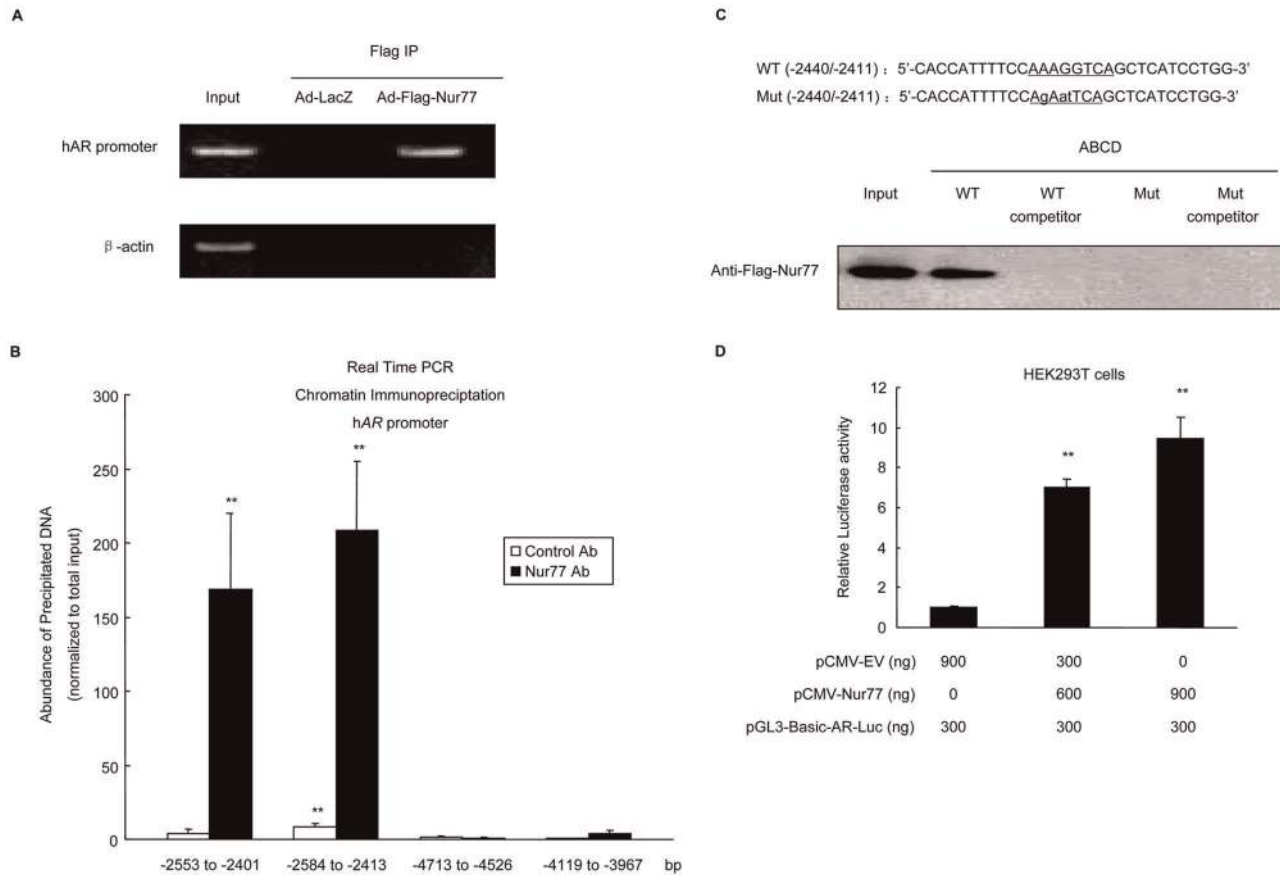 A
Flag IP
Input Ad-LacZ Ad-Flag-Nur77
hAR promoter
β-actin
B
Real Time PCR
Chromatin Immunopreciptation
hAR promoter
300
250
200
150
100
50
0
Abundance of Precipitated DNA
(normalized to total input)
**
**
**
Control Ab
Nur77 Ab
-2553 to -2401 -2584 to -2413 -4713 to -4526 -4119 to -3967 bp
C
WT (-2440/-2411) : 5'-CACCATTTTCCAAAGGTCAGCTCATCCTGG-3'
Mut (-2440/-2411) : 5'-CACCATTTTCCAgAatTCAGCTCATCCTGG-3'
ABCD
Input WT WT Mut Mut
competitor competitor
Anti-Flag-Nur77
D
HEK293T cells
12
10
8
6
4
2
0
Relative Luciferase activity
**
**
pCMV-EV (ng) 900 300 0
pCMV-Nur77 (ng) 0 600 900
pGL3-Basic-AR-Luc (ng) 300 300 300